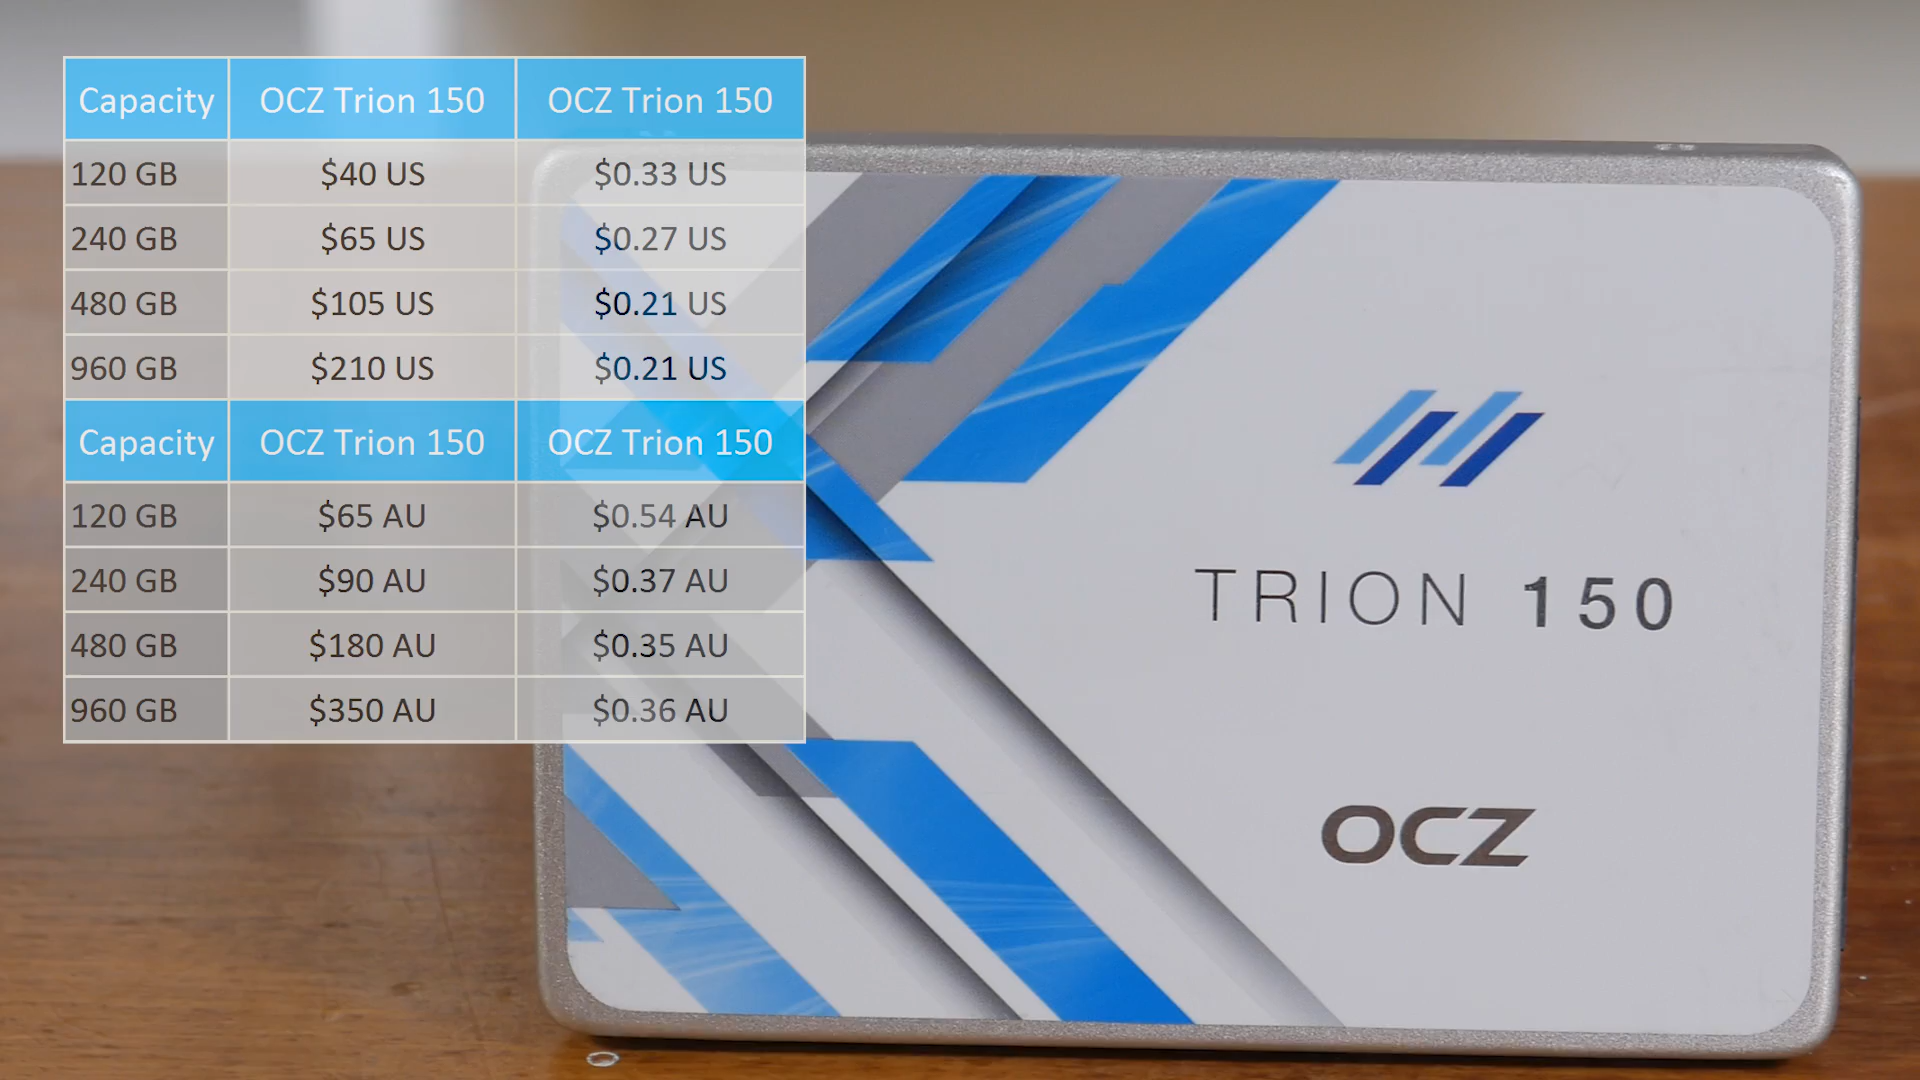 Capacity OCZ Trion 150 OCZ Trion 150
120 GB $40 US $0.33 US
240 GB $65 US $0.27 US
480 GB $105 US $0.21 US
960 GB $210 US $0.21 US
Capacity OCZ Trion 150 OCZ Trion 150
120 GB $65 AU $0.54 AU
240 GB $90 AU $0.37 AU
480 GB $180 AU $0.35 AU
960 GB $350 AU $0.36 AU
TRION 150
OCZ